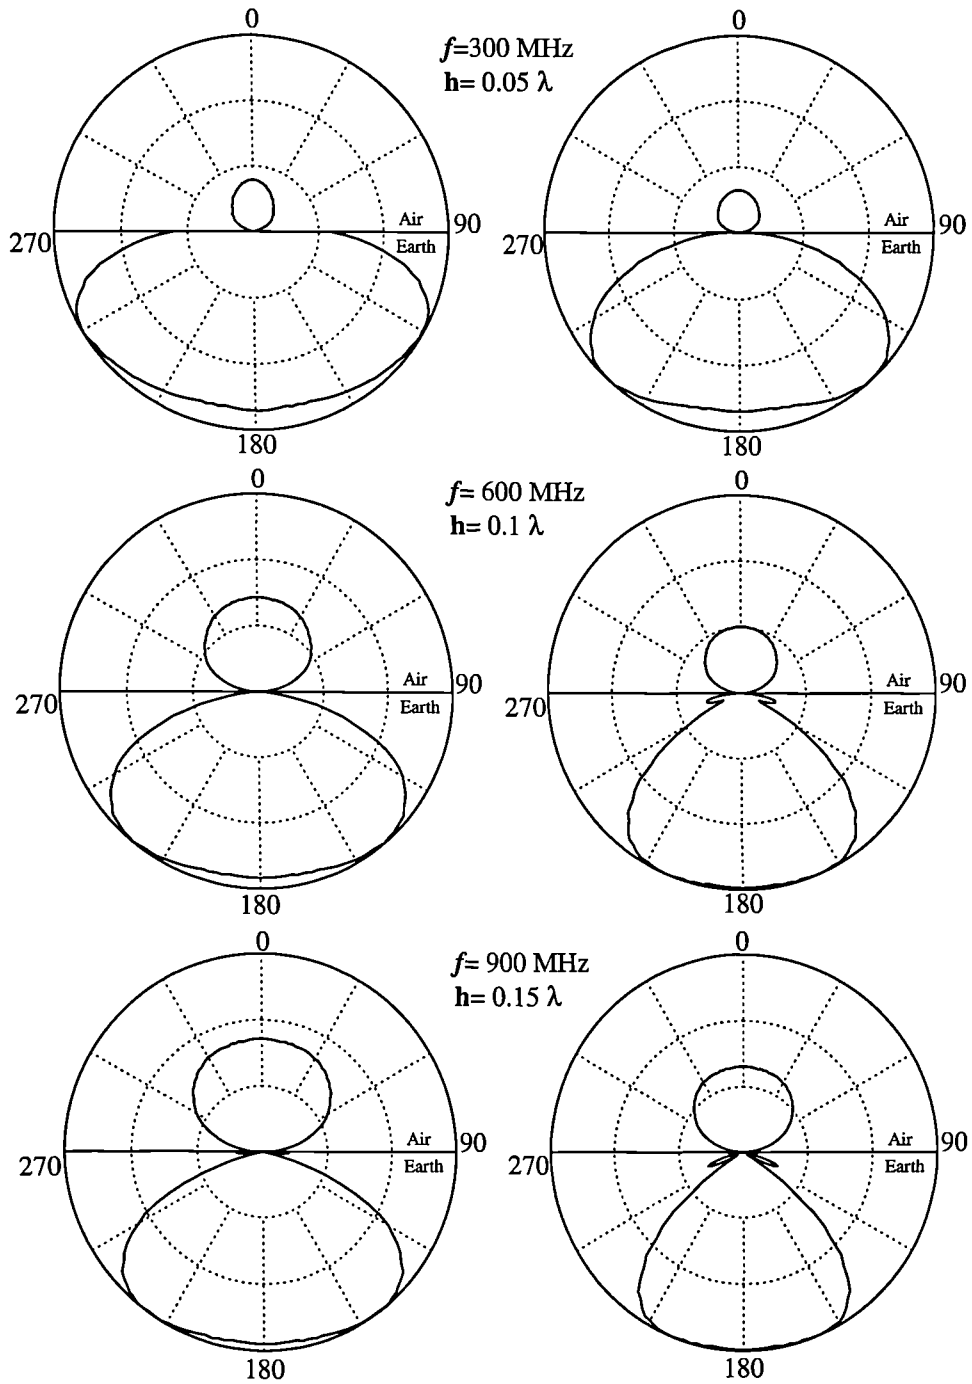 0
0
f=300 MHz
h= 0.05 λ
Air
90
Air
90
270
Earth
270
Earth
180
180
0
0
f= 600 MHz
h= 0.1 λ
Air
90
Air
90
270
Earth
270
Earth
180
180
0
0
f= 900 MHz
h= 0.15 λ
Air
90
Air
90
270
Earth
270
Earth
180
180